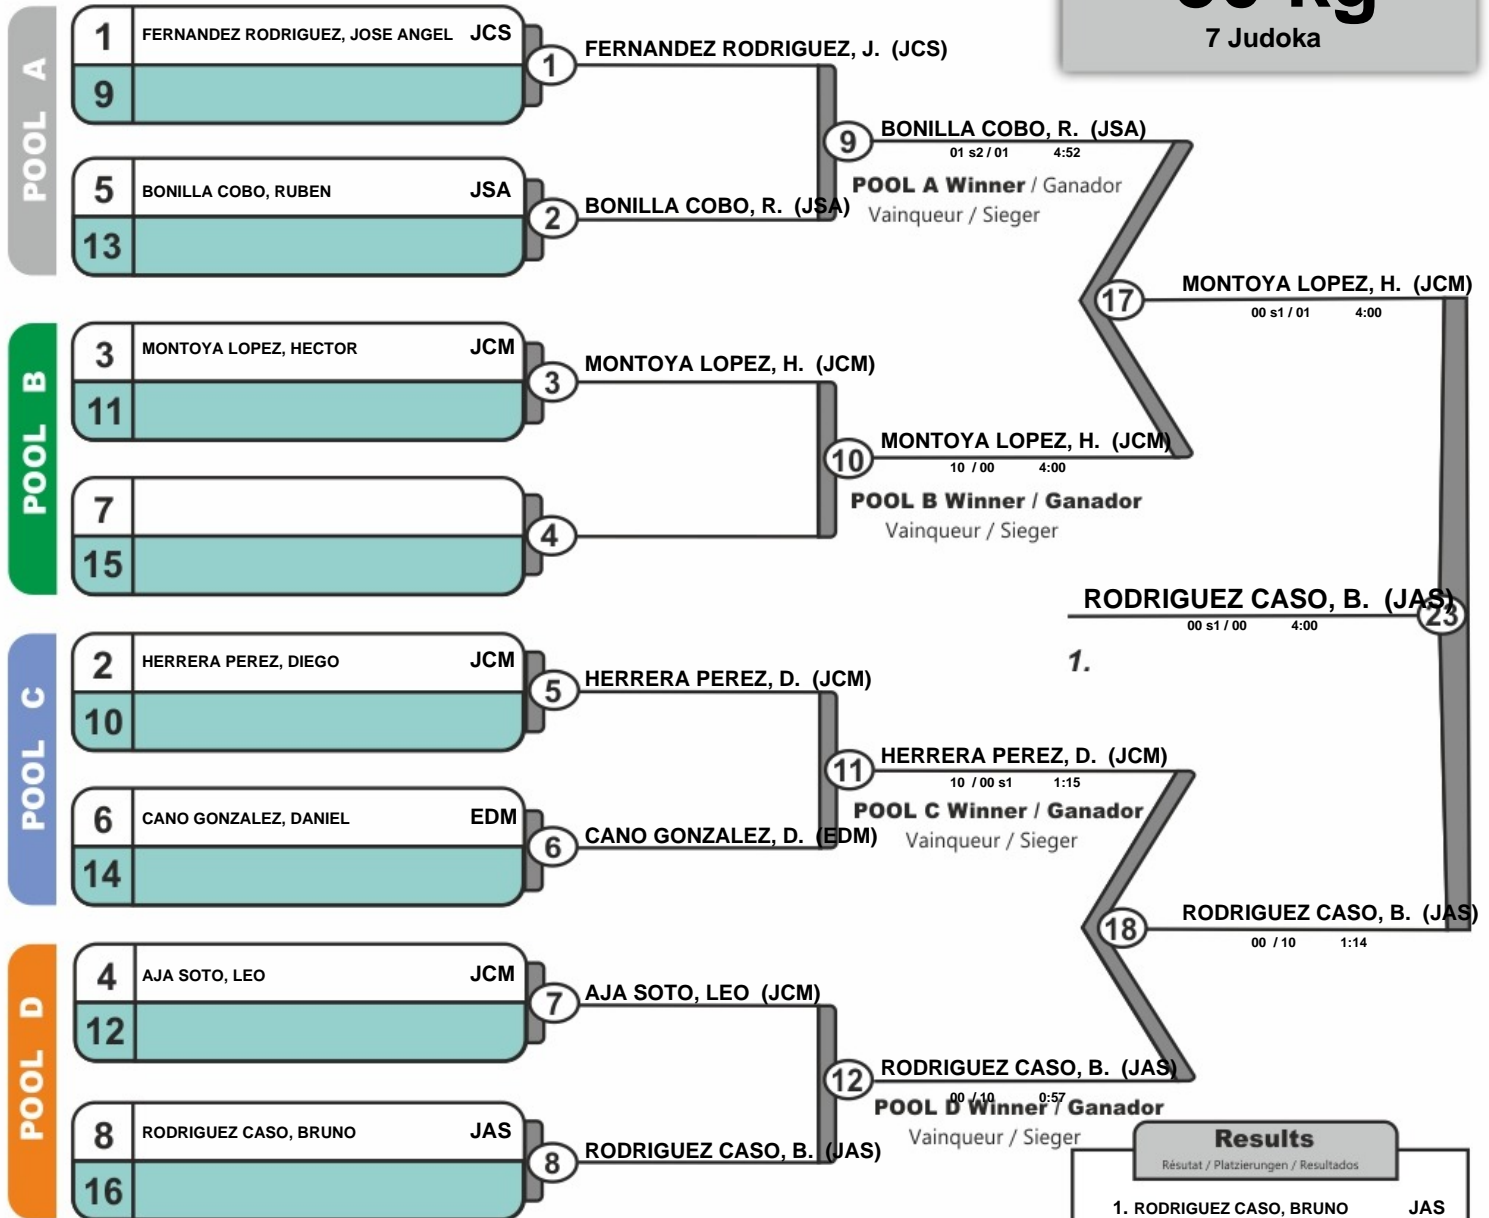 7 Judoka
POOL A
1 FERNANDEZ RODRIGUEZ, JOSE ANGEL JCS
9
1
FERNANDEZ RODRIGUEZ, J. (JCS)
5 BONILLA COBO, RUBEN JSA
13
2
BONILLA COBO, R. (JSA)
9
BONILLA COBO, R. (JSA)
01 s2 / 01 4:52
POOL A Winner / Ganador
Vainqueur / Sieger
POOL B
3 MONTOYA LOPEZ, HECTOR JCM
11
3
MONTOYA LOPEZ, H. (JCM)
7
15
4
10
MONTOYA LOPEZ, H. (JCM)
10 / 00 4:00
POOL B Winner / Ganador
Vainqueur / Sieger
17
MONTOYA LOPEZ, H. (JCM)
00 s1 / 01 4:00
RODRIGUEZ CASO, B. (JAS)
23
00 s1 / 00 4:00
1.
POOL C
2 HERRERA PEREZ, DIEGO JCM
10
5
HERRERA PEREZ, D. (JCM)
6 CANO GONZALEZ, DANIEL EDM
14
6
CANO GONZALEZ, D. (EDM)
11
HERRERA PEREZ, D. (JCM)
10 / 00 s1 1:15
POOL C Winner / Ganador
Vainqueur / Sieger
18
RODRIGUEZ CASO, B. (JAS)
00 / 10 1:14
POOL D
4 AJA SOTO, LEO JCM
12
7
AJA SOTO, LEO (JCM)
8 RODRIGUEZ CASO, BRUNO JAS
16
8
RODRIGUEZ CASO, B. (JAS)
12
RODRIGUEZ CASO, B. (JAS)
00 / 10 0:57
POOL D Winner / Ganador
Vainqueur / Sieger
Results
Résutat / Platzierungen / Resultados
1. RODRIGUEZ CASO, BRUNO JAS